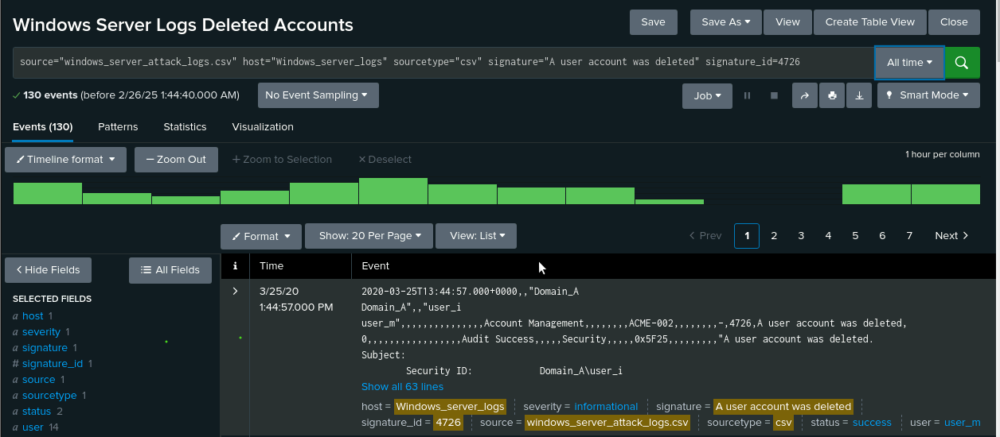 Windows Server Logs Deleted Accounts
Save
Save As
View
Create Table View
Close
source="windows_server_attack_logs.csv" host="Windows_server_logs" sourcetype="csv" signature="A user account was deleted" signature_id=4726
All time
130 events (before 2/26/25 1:44:40.000 AM)
No Event Sampling
Job
Smart Mode
Events (130)
Patterns
Statistics
Visualization
Timeline format
Zoom Out
Zoom to Selection
Deselect
1 hour per column
Format
Show: 20 Per Page
View: List
Prev
1 2 3 4 5 6 7
Next
Hide Fields
All Fields
i
Time
Event
SELECTED FIELDS
a host 1
a severity 1
a signature 1
# signature_id 1
a source 1
a sourcetype 1
a status 2
a user 14
3/25/20
1:44:57.000 PM
2020-03-25T13:44:57.000+0000,,"Domain_A
Domain_A",,"user_i
user_m",,,,,,,,,,,,,,,Account Management,,,,,,,,ACME-002,,,,,,,,-,4726,A user account was deleted,
0,,,,,,,,,,,,,,,,,Audit Success,,,,,Security,,,,,0x5F25,,,,,,,,,"A user account was deleted.
Subject:
Security ID: Domain_A\user_i
Show all 63 lines
host = Windows_server_logs severity = informational signature = A user account was deleted
signature_id = 4726 source = windows_server_attack_logs.csv sourcetype = csv status = success user = user_m